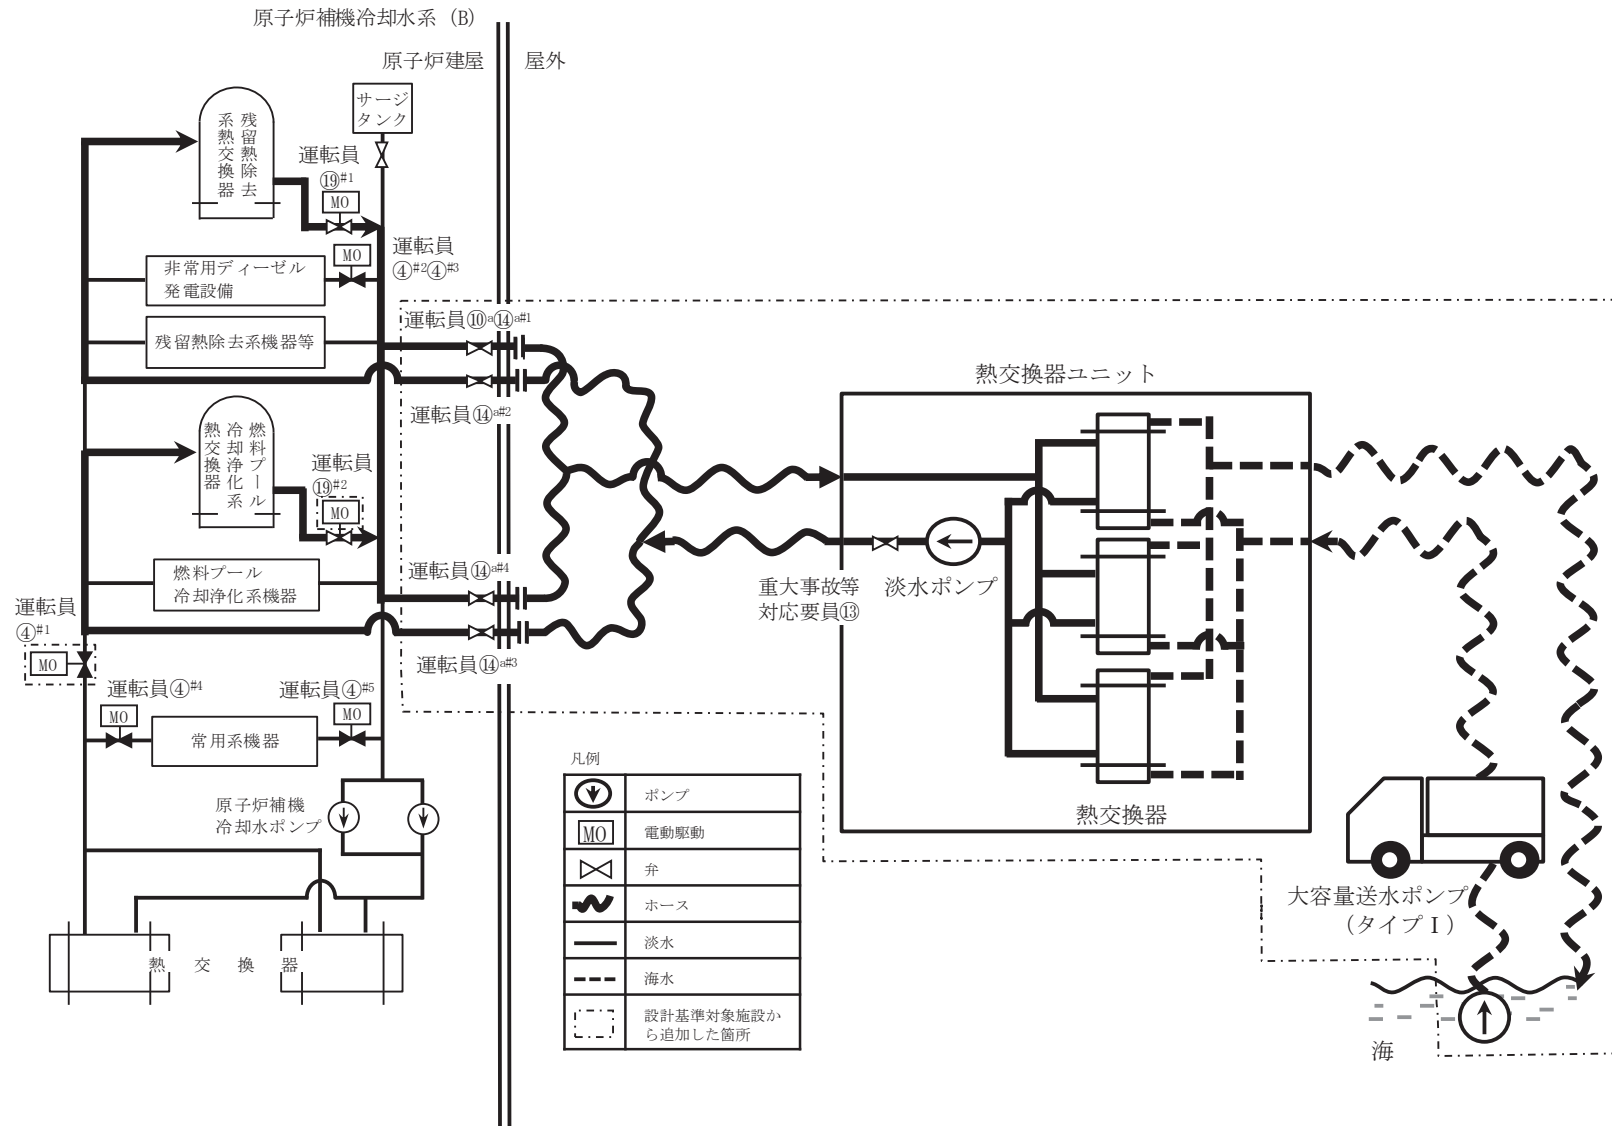 原子炉補機冷却水系（B）
原子炉建屋
屋外
サージ
タンク
残留熱除去
系熱交換器
運転員
⑲#1
MO
運転員
④#2④#3
MO
非常用ディーゼル
発電設備
残留熱除去系機器等
運転員⑩a⑭a#1
運転員⑭a#2
燃料プール
冷却浄化系
熱交換器
運転員
⑲#2
MO
運転員⑭a#4
燃料プール
冷却浄化系機器
運転員
④#1
MO
運転員⑭a#3
運転員④#4
MO
運転員④#5
MO
常用系機器
原子炉補機
冷却水ポンプ
熱交換器
熱交換器ユニット
重大事故等
対応要員⑬
淡水ポンプ
熱交換器
大容量送水ポンプ
（タイプⅠ）
海
凡例
ポンプ
MO
電動駆動
弁
ホース
淡水
海水
設計基準対象施設か
ら追加した箇所